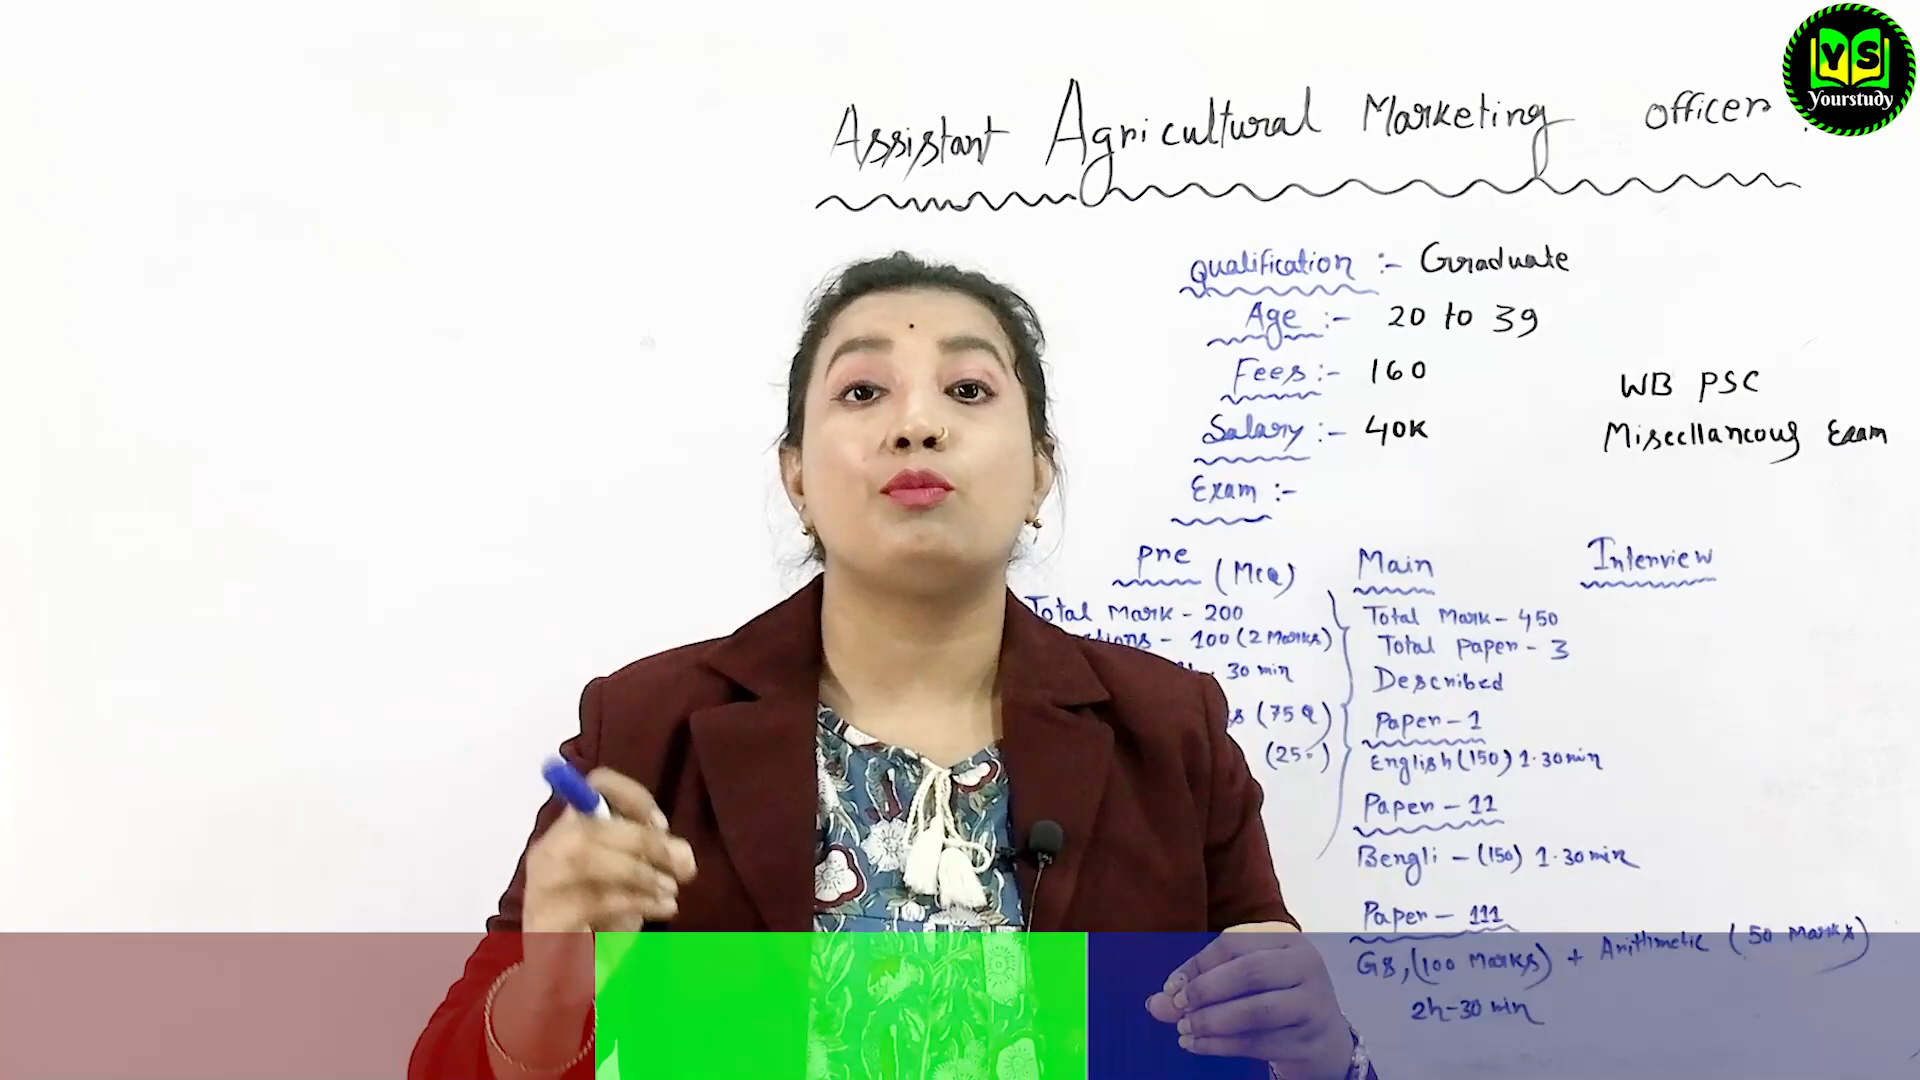 YS
Yourstudy
Assistant Agricultural Marketing officer
Qualification :- Graduate
Age :- 20 to 39
Fees :- 160
Salary :- 40K
WB PSC
Miscellaneous Exam
Exam :-
Pre (MCQ)
Total Mark - 200
100 (2 Marks)
30 min
(75 Q)
(25
Main
Total Mark - 450
Total Paper - 3
Described
Paper - 1
English (150) 1.30 min
Paper - 11
Bengli - (150) 1.30 min
Paper - 111
GS, (100 Marks) + Arithmetic (50 Marks)
2h-30 min
Interview